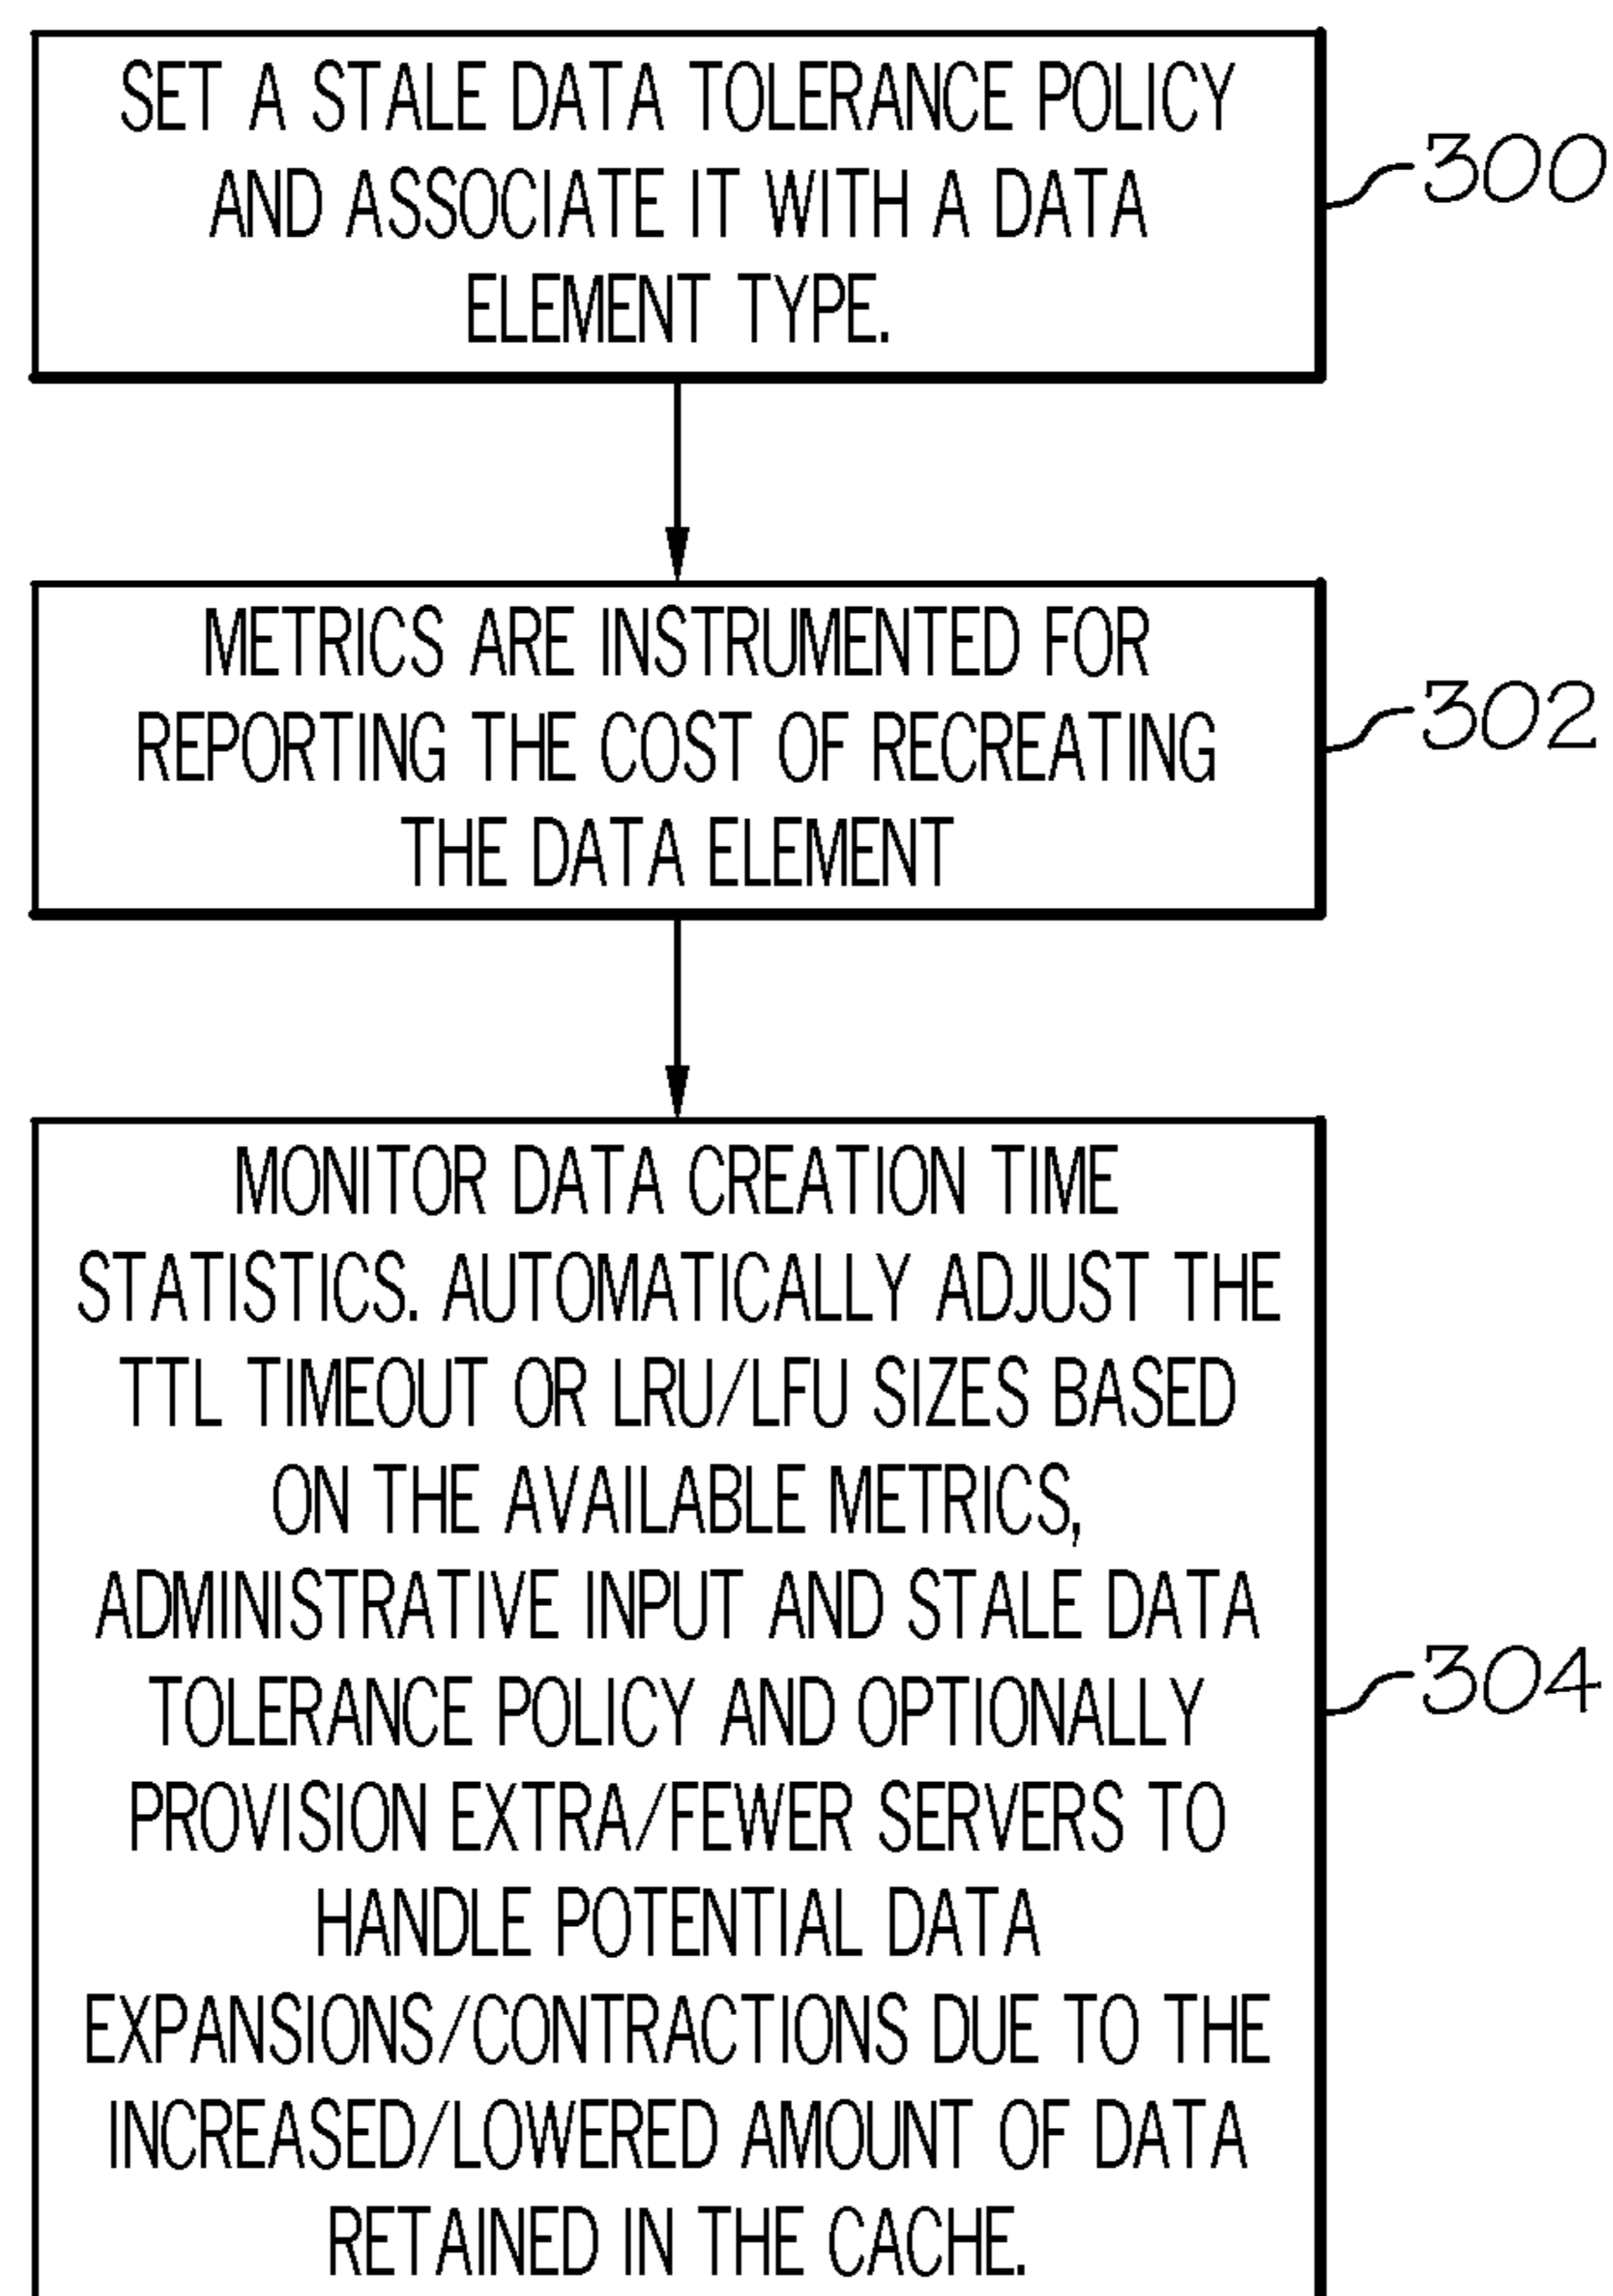 SET A STALE DATA TOLERANCE POLICY
AND ASSOCIATE IT WITH A DATA
ELEMENT TYPE.
300
METRICS ARE INSTRUMENTED FOR
REPORTING THE COST OF RECREATING
THE DATA ELEMENT
302
MONITOR DATA CREATION TIME
STATISTICS. AUTOMATICALLY ADJUST THE
TTL TIMEOUT OR LRU/LFU SIZES BASED
ON THE AVAILABLE METRICS,
ADMINISTRATIVE INPUT AND STALE DATA
TOLERANCE POLICY AND OPTIONALLY
PROVISION EXTRA/FEWER SERVERS TO
HANDLE POTENTIAL DATA
EXPANSIONS/CONTRACTIONS DUE TO THE
INCREASED/LOWERED AMOUNT OF DATA
RETAINED IN THE CACHE.
304